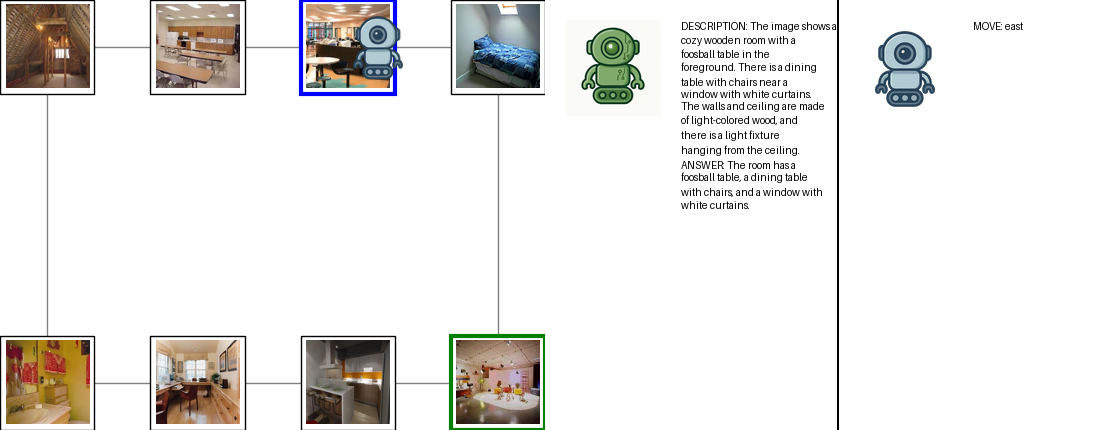 DESCRIPTION: The image shows a
cozy wooden room with a
foosball table in the
foreground. There is a dining
table with chairs near a
window with white curtains.
The walls and ceiling are made
of light-colored wood, and
there is a light fixture
hanging from the ceiling.
ANSWER: The room has a
foosball table, a dining table
with chairs, and a window with
white curtains.
MOVE: east